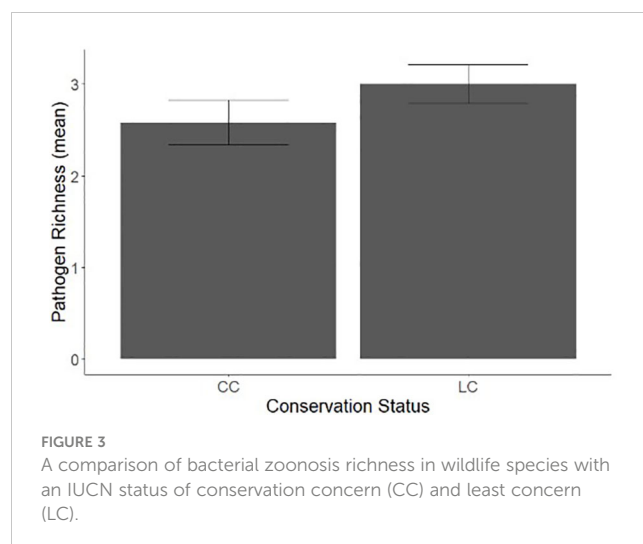 Pathogen Richness (mean)
3
2
1
0
CC
LC
Conservation Status
FIGURE 3
A comparison of bacterial zoonosis richness in wildlife species with
an IUCN status of conservation concern (CC) and least concern
(LC).